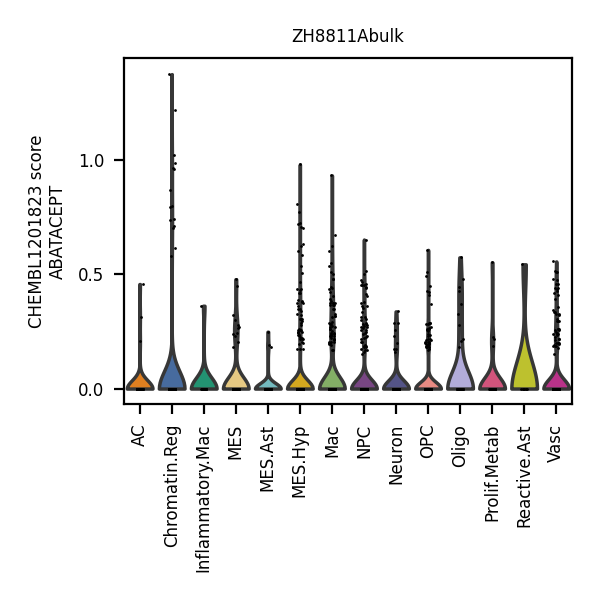 ZH8811Abulk
CHEMBL1201823 score
ABATACEPT
1.0
0.5
0.0
AC
Chromatin.Reg
Inflammatory.Mac
MES
MES.Ast
MES.Hyp
Mac
NPC
Neuron
OPC
Oligo
Prolif.Metab
Reactive.Ast
Vasc